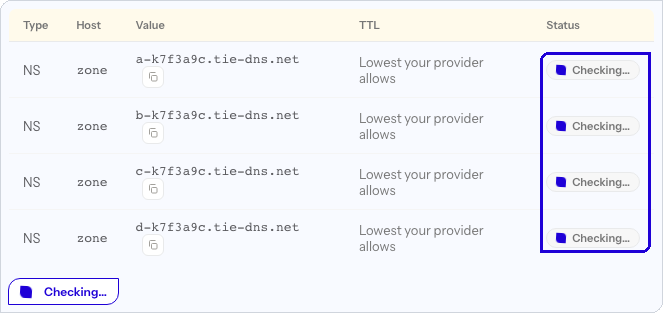 Type Host Value TTL Status
NS zone a-k7f3a9c.tie-dns.net Lowest your provider allows Checking...
NS zone b-k7f3a9c.tie-dns.net Lowest your provider allows Checking...
NS zone c-k7f3a9c.tie-dns.net Lowest your provider allows Checking...
NS zone d-k7f3a9c.tie-dns.net Lowest your provider allows Checking...
Checking...